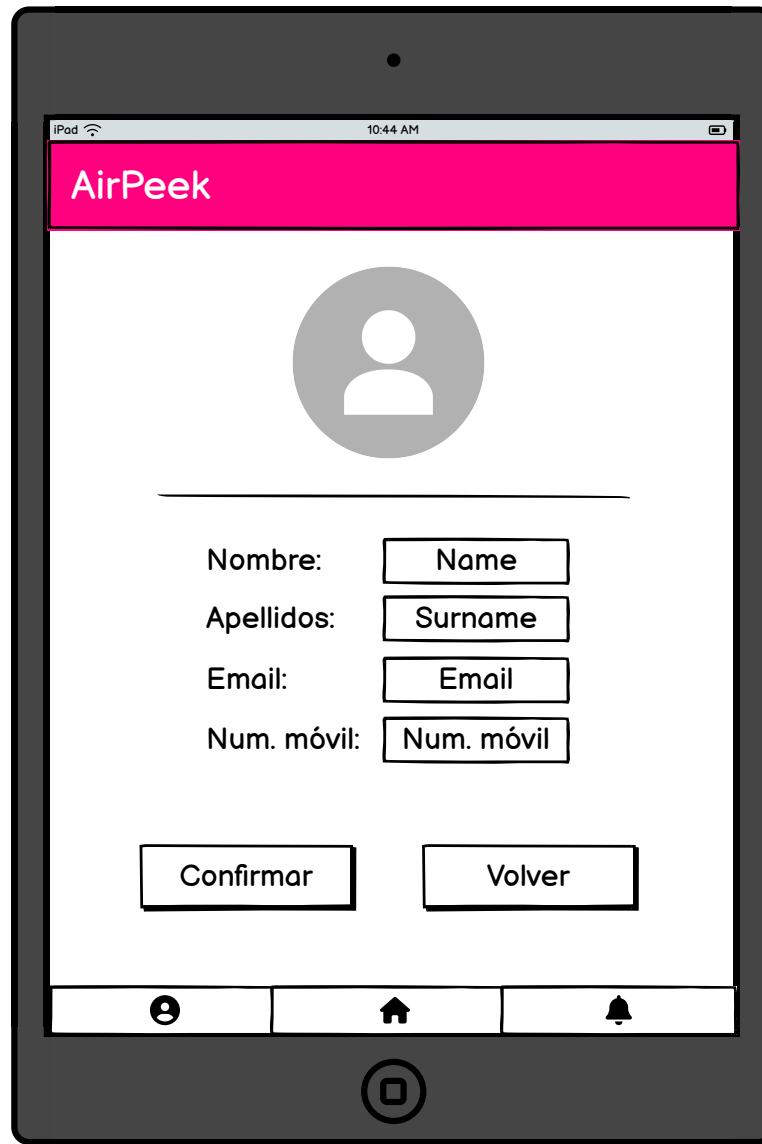 iPad 10:44 AM
AirPeek
Nombre: Name
Apellidos: Surname
Email: Email
Num. móvil: Num. móvil
Confirmar Volver